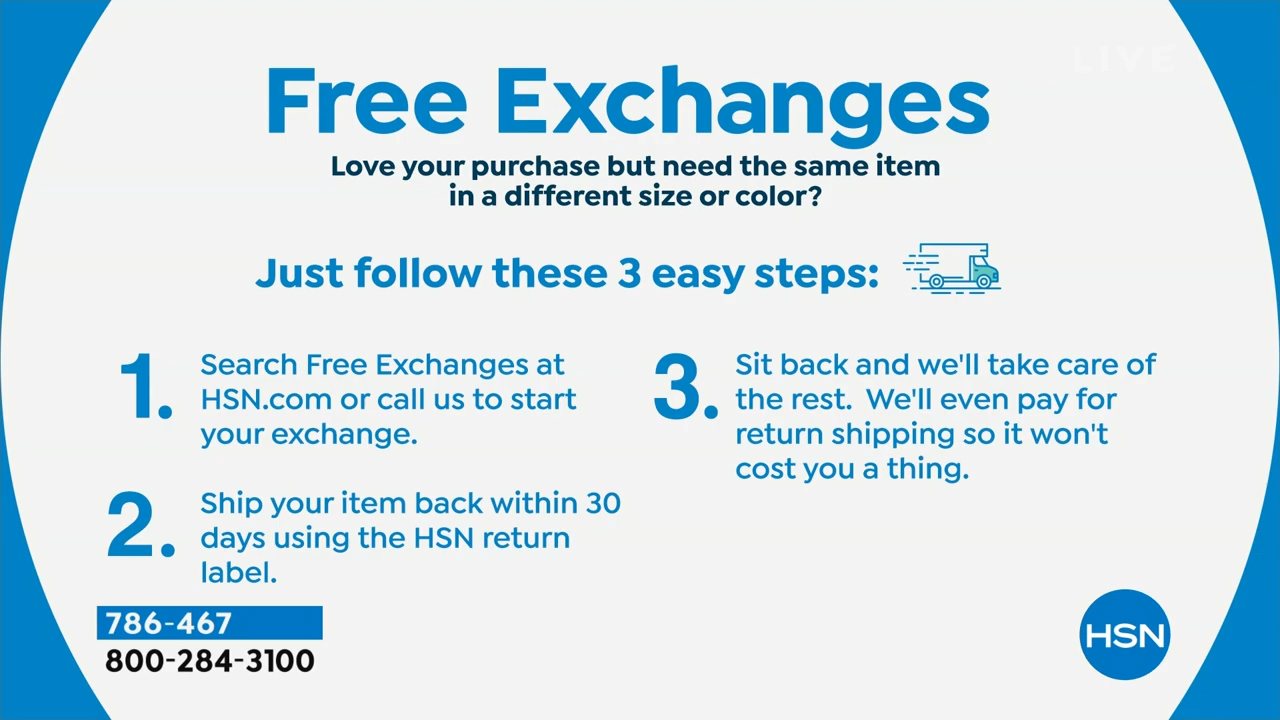 LIVE
Free Exchanges
Love your purchase but need the same item
in a different size or color?
Just follow these 3 easy steps:
1. Search Free Exchanges at
HSN.com or call us to start
your exchange.
2. Ship your item back within 30
days using the HSN return
label.
3. Sit back and we'll take care of
the rest. We'll even pay for
return shipping so it won't
cost you a thing.
786-467
800-284-3100
HSN